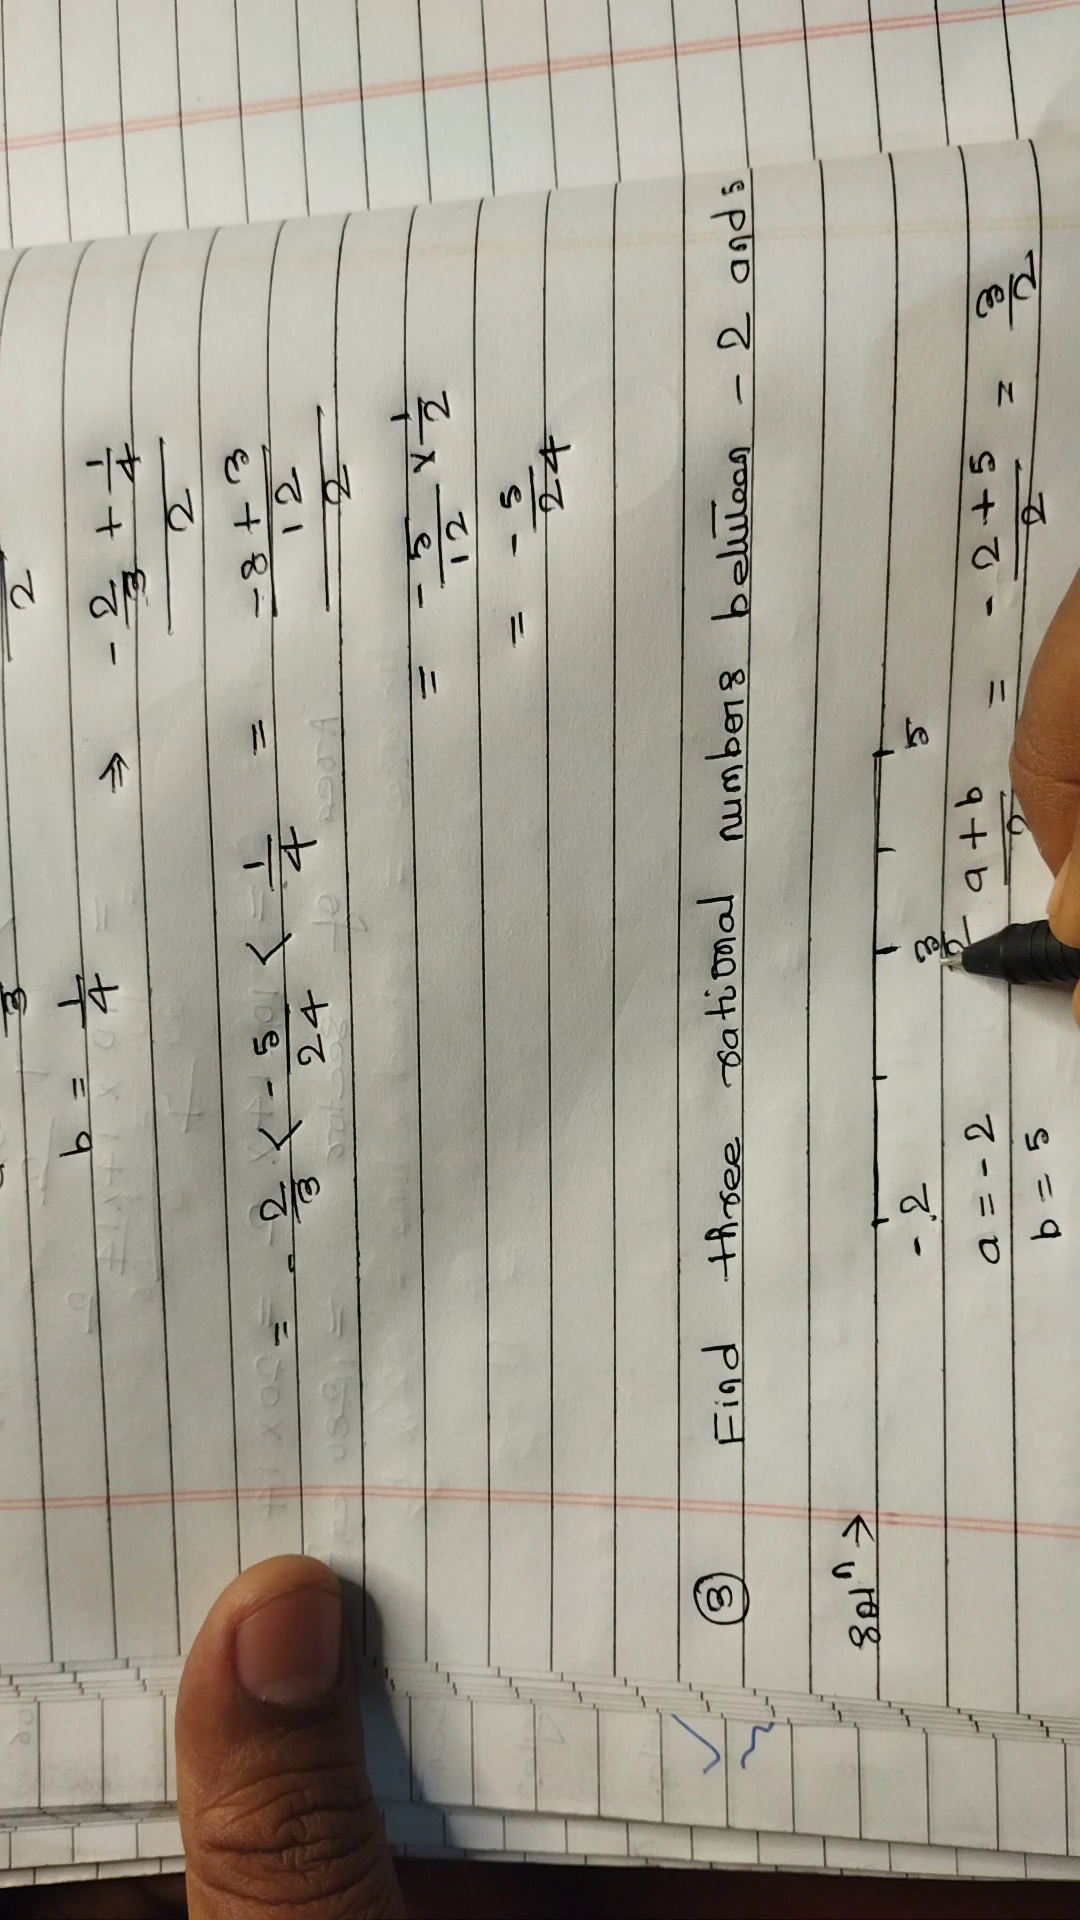 2
3
b = 1/4 ⇒ -2/3 + 1/4 / 2
= -2/3 < -5/24 < = 1/4 = -8 + 3 / 12 / 2
= -5/12 × 1/2
= -5/24
③ Find three rational numbers between - 2 and 5
solⁿ →
-2 3/2 5
a = -2 a + b / 2 = -2 + 5 / 2 = 3/2
b = 5